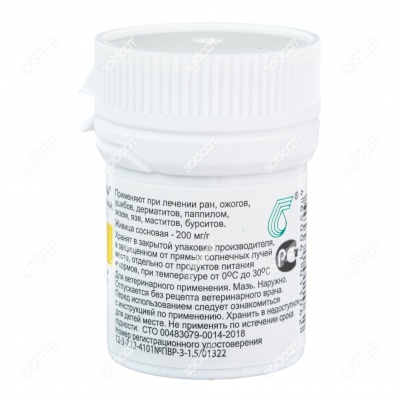 Применяют при лечении ран, ожогов,
ушибов, дерматитов, паппилом,
экзем, язв, маститов, бурситов.
Живица сосновая - 200 мг/г
Хранят в закрытой упаковке производителя,
в защищенном от прямых солнечных лучей
месте, отдельно от продуктов питания
и кормов, при температуре от 0°С до 30°С
Для ветеринарного применения. Мазь. Наружно.
Отпускается без рецепта ветеринарного врача.
Перед использованием следует ознакомиться
с инструкцией по применению. Хранить в недоступном
для детей месте. Не применять по истечении срока
годности. СТО 00483079-0014-2018
Номер регистрационного удостоверения
12-3-7.12-4101№ПВР-3-1.5/01322
®